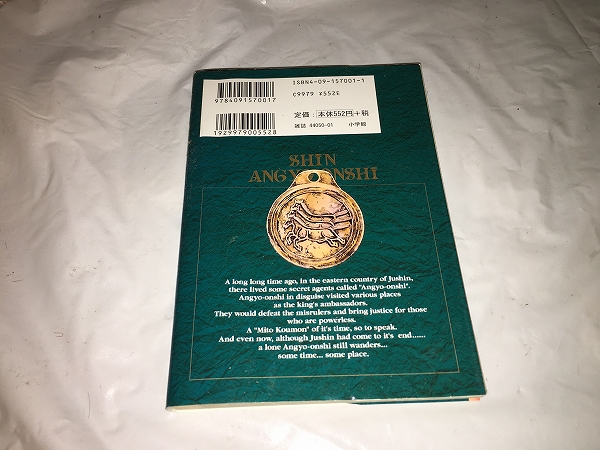 ISBN4-09-157001-1
C9979 ¥552E
9784091570017
定価:本体552円+税
雑誌 44050-01 小学館
1929979005528
SHIN
ANGYO ONSHI
A long long time ago, in the eastern country of Jushin,
there lived some secret agents called "Angyo-onshi".
Angyo-onshi in disguise visited various places
as the king's ambassadors.
They would defeat the misrulers and bring justice for those
who are powerless.
A "Mito Koumon" of it's time, so to speak.
And even now, although Jushin had come to it's end......
a lone Angyo-onshi still wanders...
some time... some place.